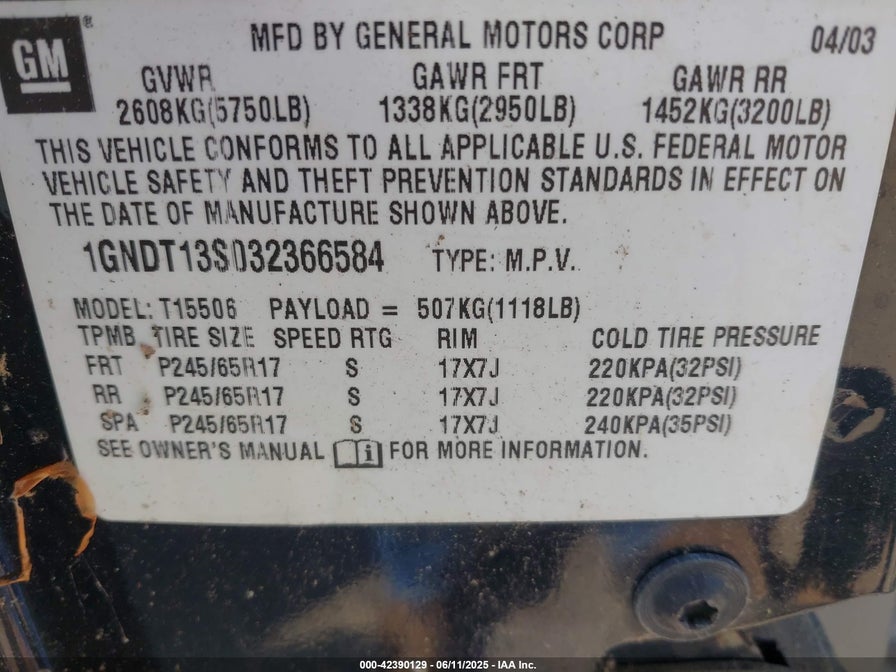 GM®
MFD BY GENERAL MOTORS CORP 04/03
GVWR GAWR FRT GAWR RR
2608KG(5750LB) 1338KG(2950LB) 1452KG(3200LB)
THIS VEHICLE CONFORMS TO ALL APPLICABLE U.S. FEDERAL MOTOR
VEHICLE SAFETY AND THEFT PREVENTION STANDARDS IN EFFECT ON
THE DATE OF MANUFACTURE SHOWN ABOVE.
1GNDT13S032366584 TYPE: M.P.V.
MODEL: T15506 PAYLOAD = 507KG(1118LB)
TPMB TIRE SIZE SPEED RTG RIM COLD TIRE PRESSURE
FRT P245/65R17 S 17X7J 220KPA(32PSI)
RR P245/65R17 S 17X7J 220KPA(32PSI)
SPA P245/65R17 S 17X7J 240KPA(35PSI)
SEE OWNER'S MANUAL i FOR MORE INFORMATION.
000-42390129 - 06/11/2025 - IAA Inc.